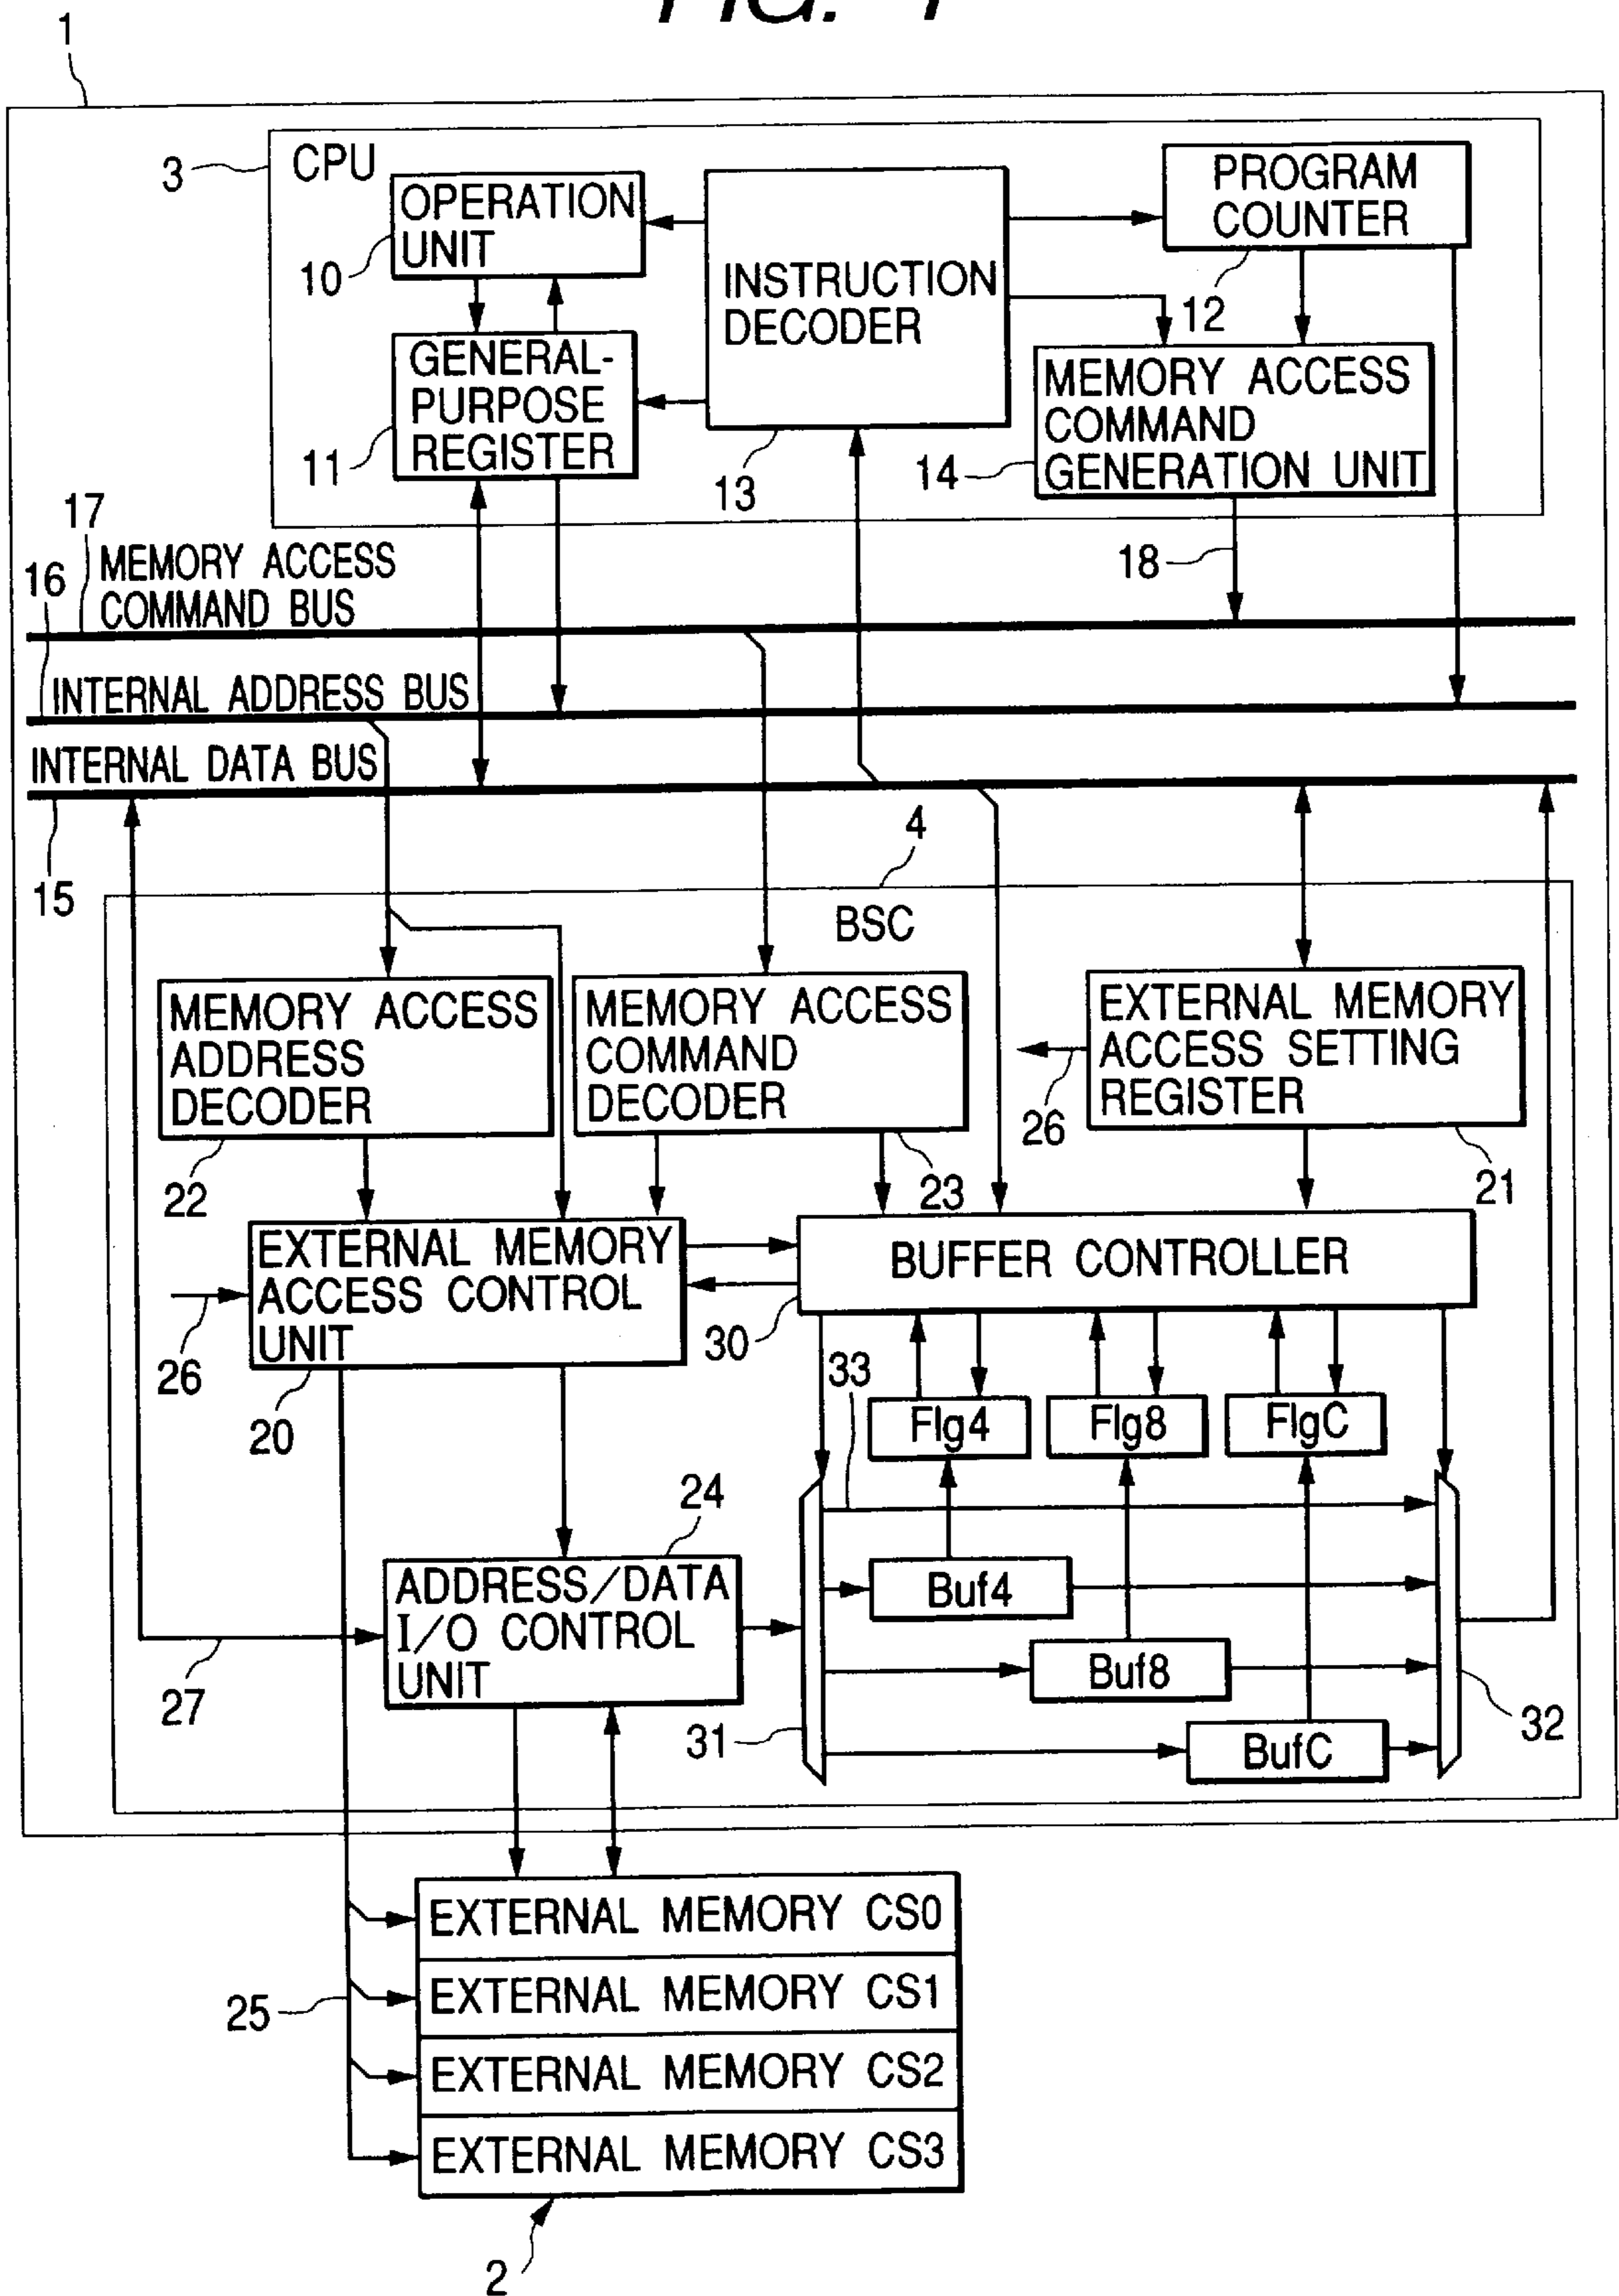 FIG. 1
1
3
CPU
OPERATION
UNIT
10
GENERAL-
PURPOSE
REGISTER
11
INSTRUCTION
DECODER
13
PROGRAM
COUNTER
12
MEMORY ACCESS
COMMAND
GENERATION UNIT
14
18
17
MEMORY ACCESS
COMMAND BUS
16
INTERNAL ADDRESS BUS
INTERNAL DATA BUS
15
4
BSC
MEMORY ACCESS
ADDRESS
DECODER
22
MEMORY ACCESS
COMMAND
DECODER
23
EXTERNAL MEMORY
ACCESS SETTING
REGISTER
26
21
EXTERNAL MEMORY
ACCESS CONTROL
UNIT
26
20
BUFFER CONTROLLER
30
33
Flg4
Flg8
FlgC
24
ADDRESS/DATA
I/O CONTROL
UNIT
27
Buf4
Buf8
BufC
31
32
EXTERNAL MEMORY CS0
EXTERNAL MEMORY CS1
EXTERNAL MEMORY CS2
EXTERNAL MEMORY CS3
25
2